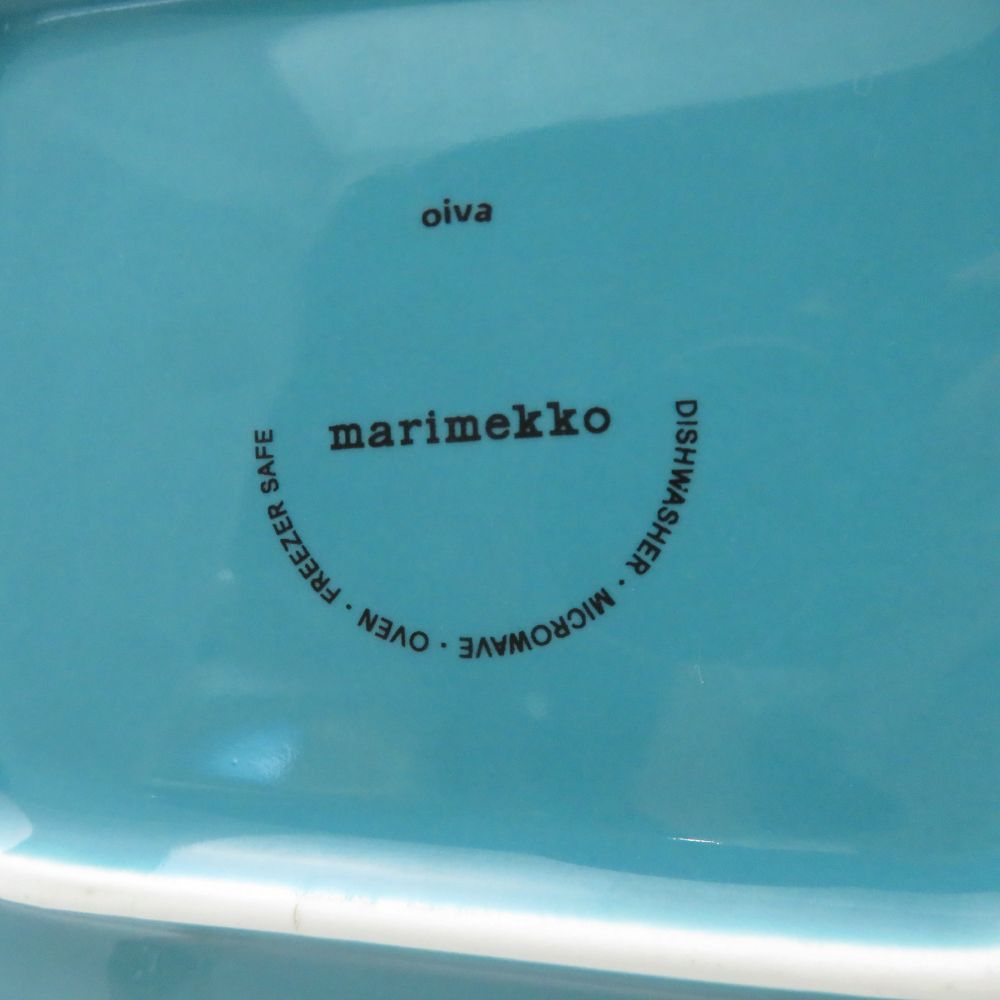 oiva
marimekko
DISHWASHER · MICROWAVE · OVEN · FREEZER SAFE